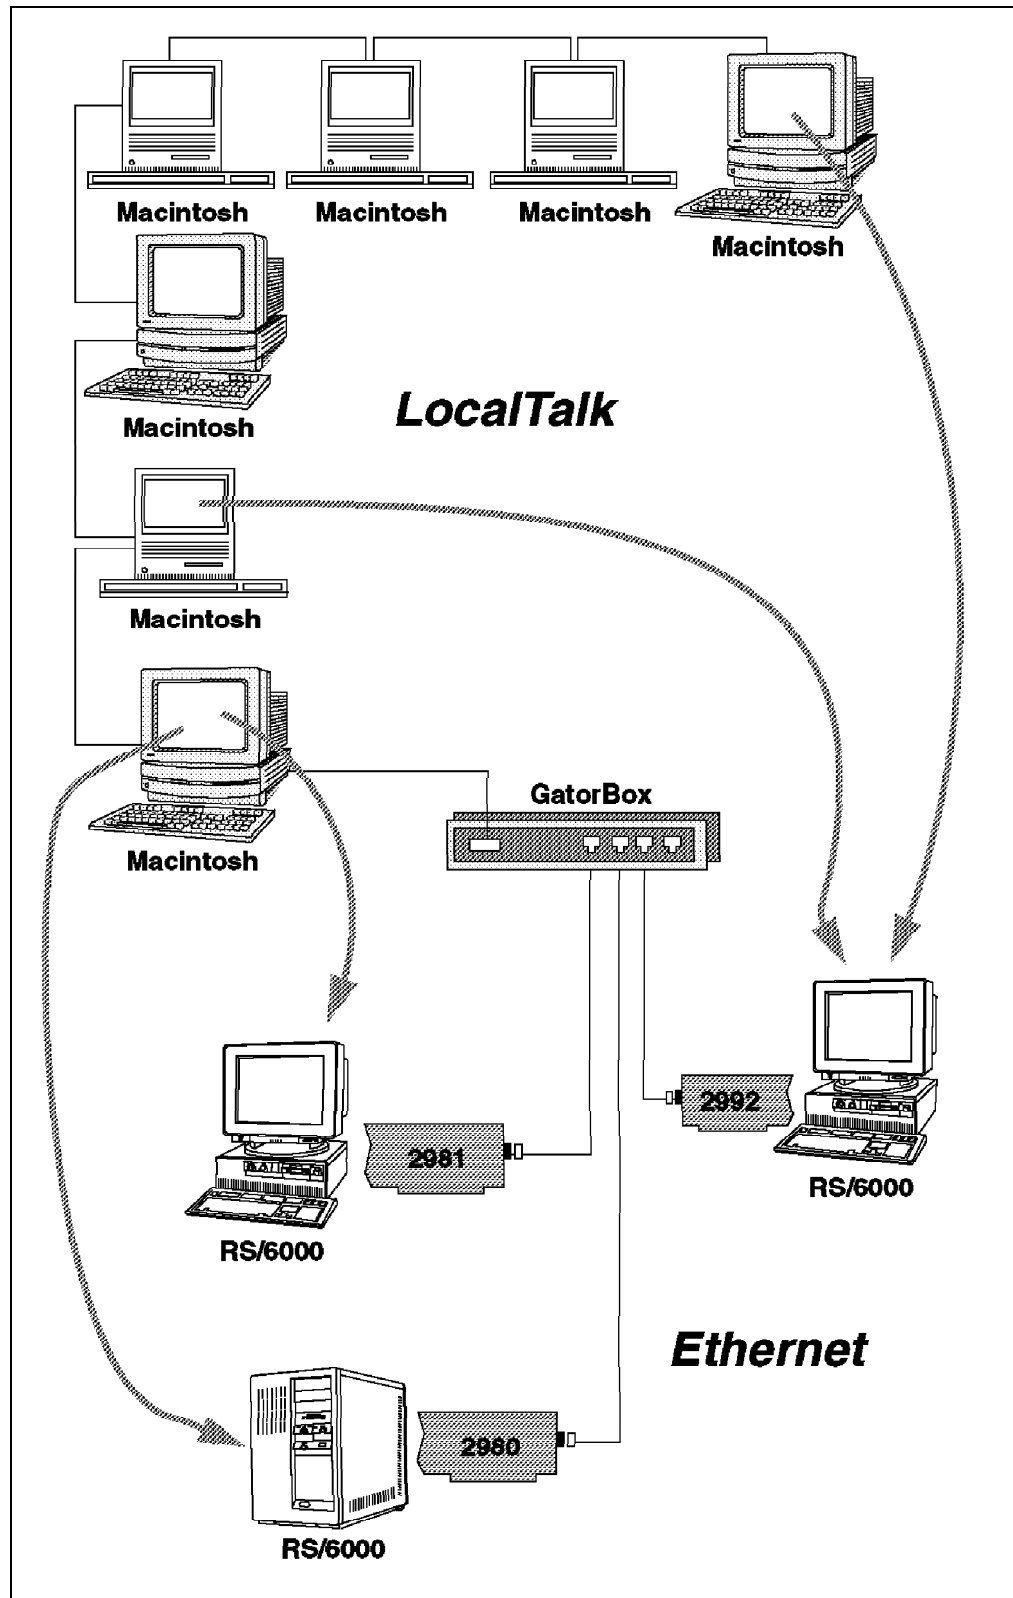 Macintosh
Macintosh
Macintosh
Macintosh
Macintosh
LocalTalk
Macintosh
GatorBox
Macintosh
2992
2981
RS/6000
RS/6000
Ethernet
2980
RS/6000